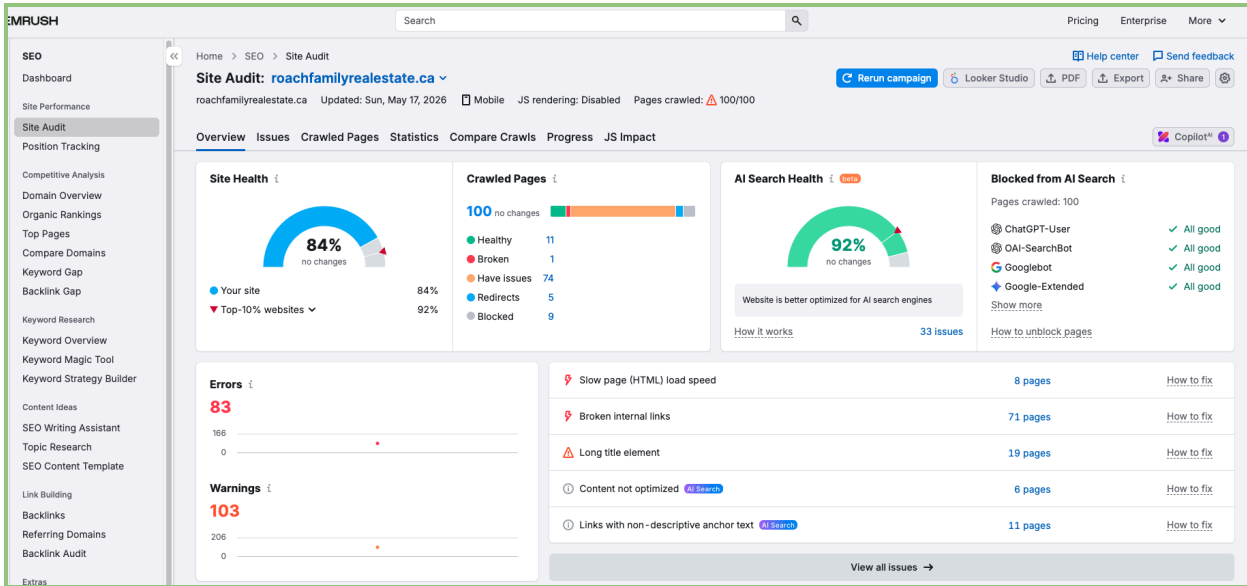 EMRUSH
Search
Pricing Enterprise More
SEO
Dashboard
Site Performance
Site Audit
Position Tracking
Competitive Analysis
Domain Overview
Organic Rankings
Top Pages
Compare Domains
Keyword Gap
Backlink Gap
Keyword Research
Keyword Overview
Keyword Magic Tool
Keyword Strategy Builder
Content Ideas
SEO Writing Assistant
Topic Research
SEO Content Template
Link Building
Backlinks
Referring Domains
Backlink Audit
Extras
Home > SEO > Site Audit
Help center Send feedback
Site Audit: roachfamilyrealestate.ca
Rerun campaign Looker Studio PDF Export Share
roachfamilyrealestate.ca Updated: Sun, May 17, 2026 Mobile JS rendering: Disabled Pages crawled: 100/100
Overview Issues Crawled Pages Statistics Compare Crawls Progress JS Impact
Copilot AI 1
Site Health i
84%
no changes
Your site 84%
Top-10% websites 92%
Crawled Pages i
100 no changes
Healthy 11
Broken 1
Have issues 74
Redirects 5
Blocked 9
AI Search Health i beta
92%
no changes
Website is better optimized for AI search engines
How it works 33 issues
Blocked from AI Search i
Pages crawled: 100
ChatGPT-User All good
OAI-SearchBot All good
Googlebot All good
Google-Extended All good
Show more
How to unblock pages
Errors i
83
166
0
Warnings i
103
206
0
Slow page (HTML) load speed 8 pages How to fix
Broken internal links 71 pages How to fix
Long title element 19 pages How to fix
Content not optimized AI Search 6 pages How to fix
Links with non-descriptive anchor text AI Search 11 pages How to fix
View all issues →